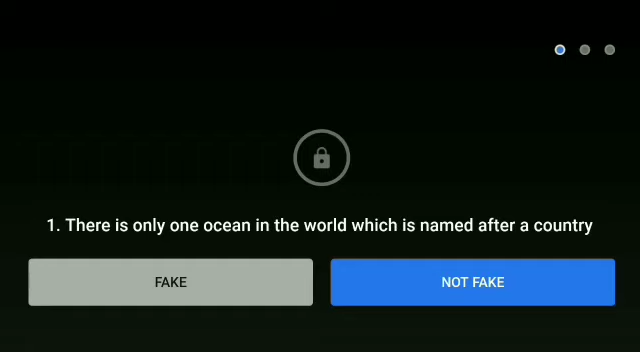 1. There is only one ocean in the world which is named after a country
FAKE
NOT FAKE